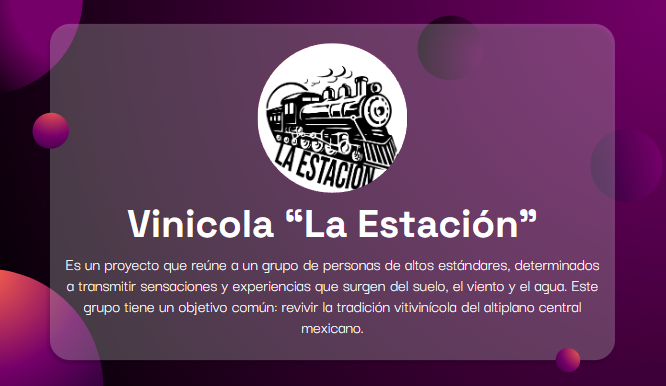 LA ESTACIÓN
Vinicola “La Estación”
Es un proyecto que reúne a un grupo de personas de altos estándares, determinados
a transmitir sensaciones y experiencias que surgen del suelo, el viento y el agua. Este
grupo tiene un objetivo común: revivir la tradición vitivinícola del altiplano central
mexicano.